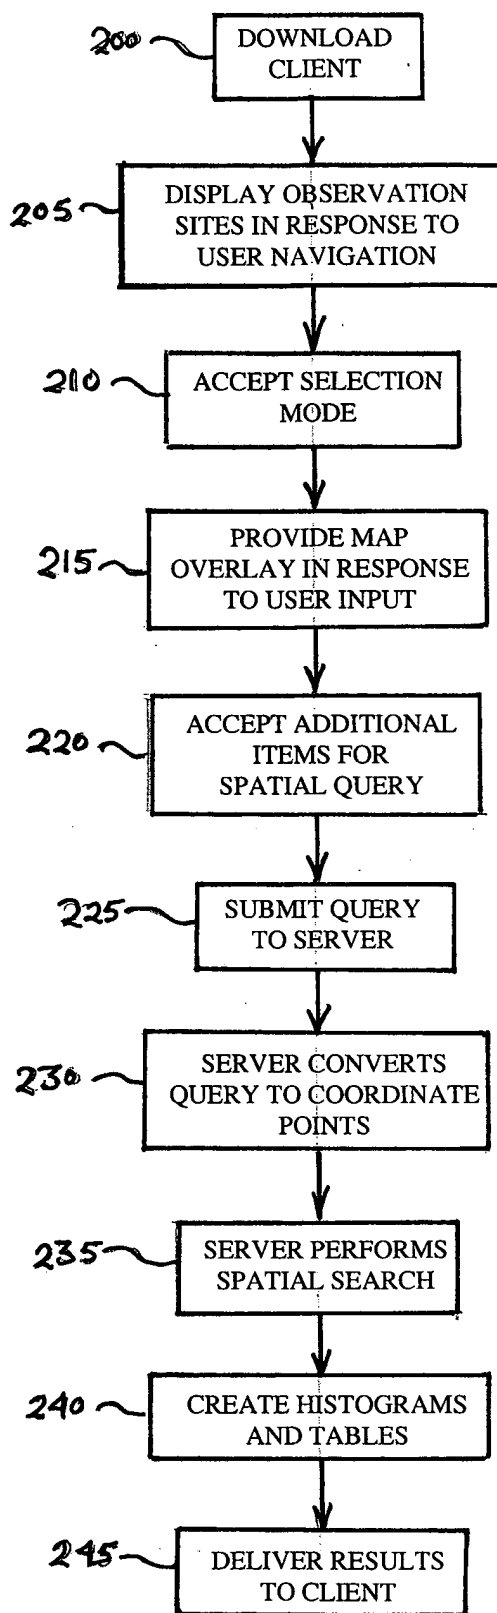 200
DOWNLOAD
CLIENT
205
DISPLAY OBSERVATION
SITES IN RESPONSE TO
USER NAVIGATION
210
ACCEPT SELECTION
MODE
215
PROVIDE MAP
OVERLAY IN RESPONSE
TO USER INPUT
220
ACCEPT ADDITIONAL
ITEMS FOR
SPATIAL QUERY
225
SUBMIT QUERY
TO SERVER
230
SERVER CONVERTS
QUERY TO COORDINATE
POINTS
235
SERVER PERFORMS
SPATIAL SEARCH
240
CREATE HISTOGRAMS
AND TABLES
245
DELIVER RESULTS
TO CLIENT